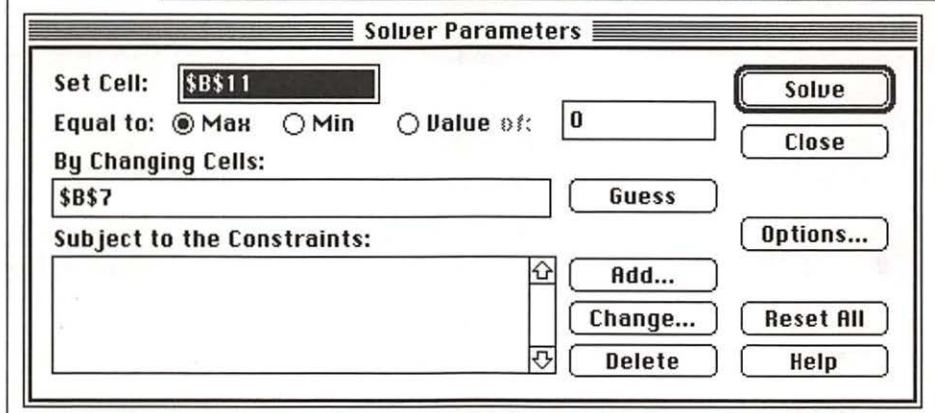 Solver Parameters
Set Cell: $B$11
Solve
Equal to: Max Min Value of: 0
Close
By Changing Cells:
$B$7
Guess
Options...
Subject to the Constraints:
Add...
Change...
Reset All
Delete
Help